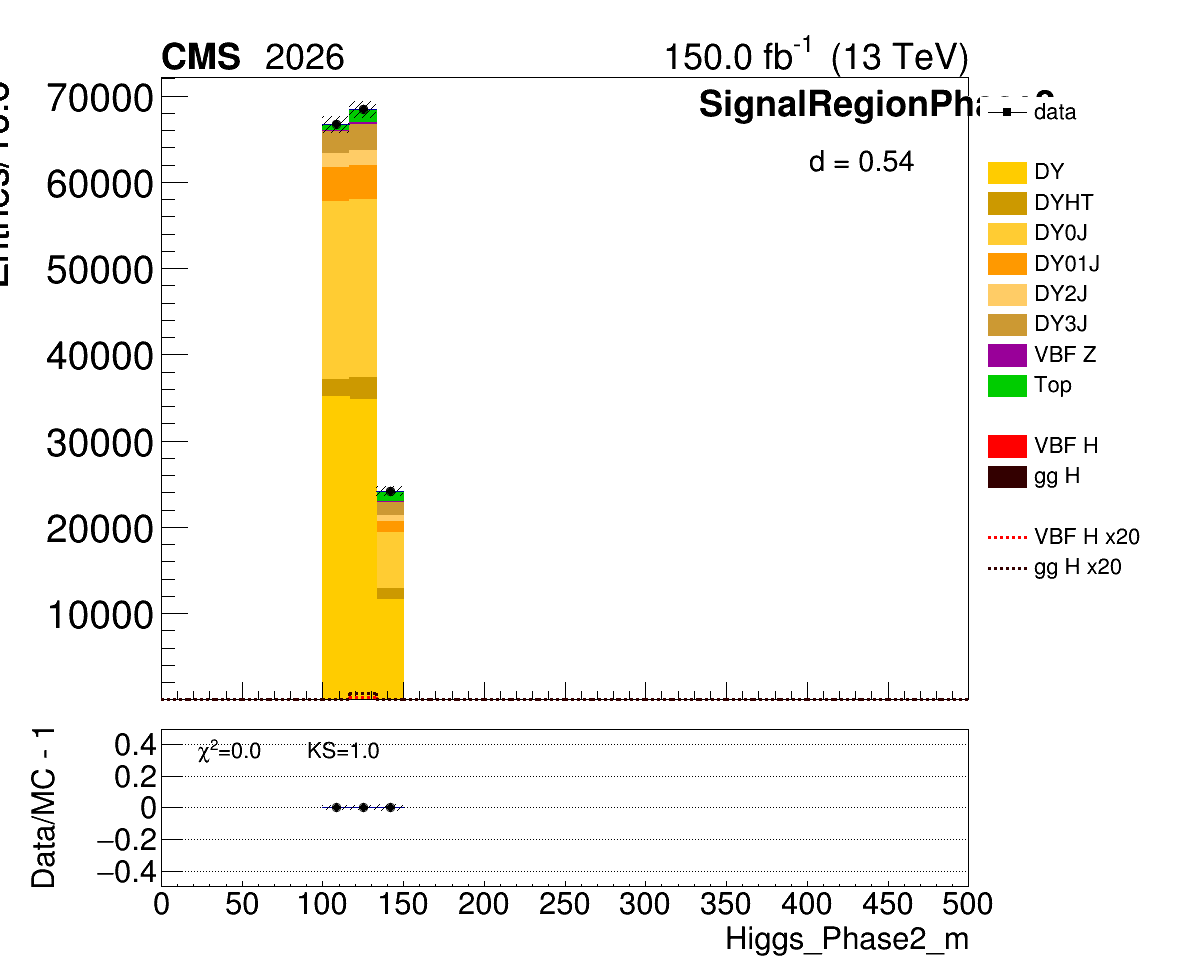 CMS 2026 150.0 fb-1 (13 TeV)
SignalRegionPhase2
d = 0.54
data
DY
DYHT
DY0J
DY01J
DY2J
DY3J
VBF Z
Top
VBF H
gg H
VBF H x20
gg H x20
70000
60000
50000
40000
30000
20000
10000
χ2=0.0 KS=1.0
Data/MC - 1
0.4
0.2
0
−0.2
−0.4
0 50 100 150 200 250 300 350 400 450 500
Higgs_Phase2_m